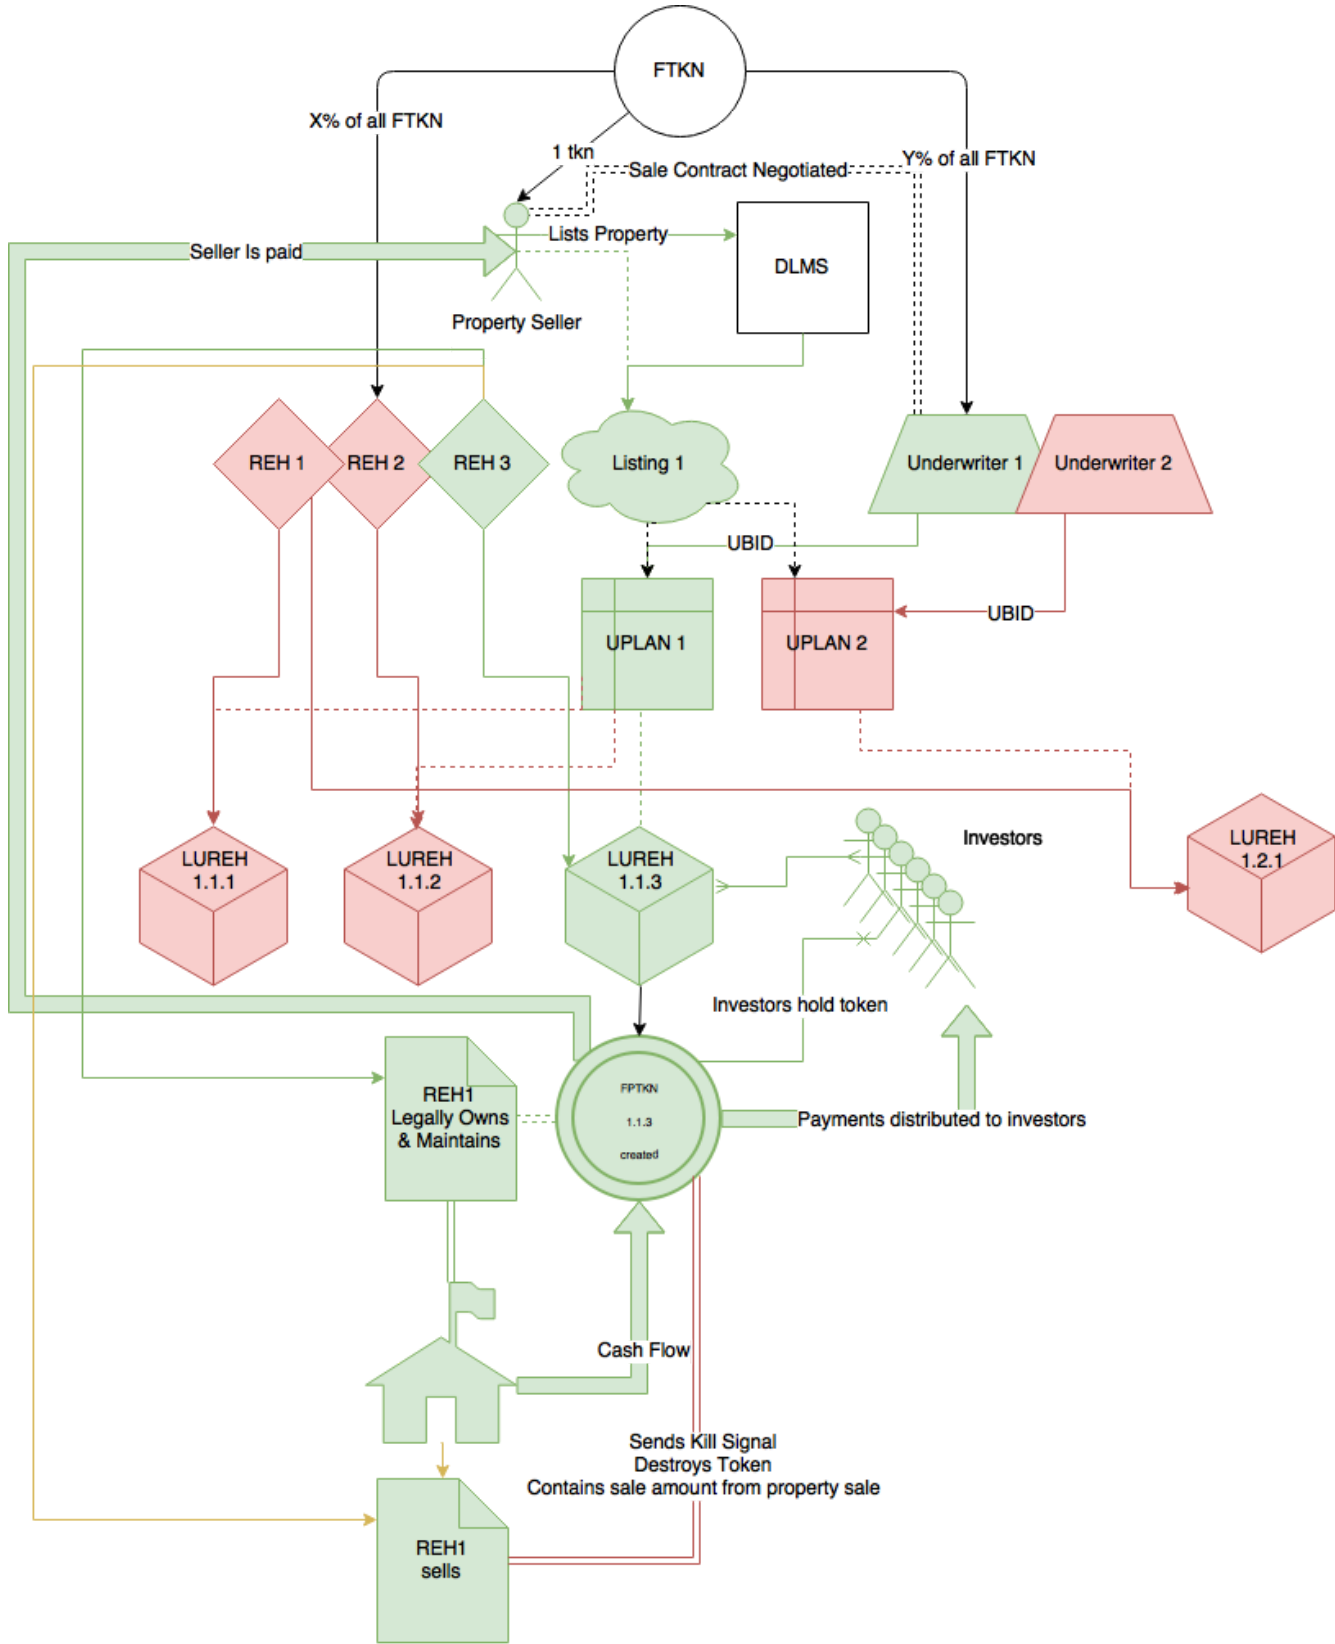 FTKN
X% of all FTKN
1 tkn
Y% of all FTKN
Sale Contract Negotiated
Lists Property
Seller Is paid
DLMS
Property Seller
REH 1
REH 2
REH 3
Listing 1
Underwriter 1
Underwriter 2
UBID
UBID
UPLAN 1
UPLAN 2
Investors
LUREH
1.1.1
LUREH
1.1.2
LUREH
1.1.3
LUREH
1.2.1
Investors hold token
REH1
Legally Owns
& Maintains
FPTKN
1.1.3
created
Payments distributed to investors
Cash Flow
Sends Kill Signal
Destroys Token
Contains sale amount from property sale
REH1
sells